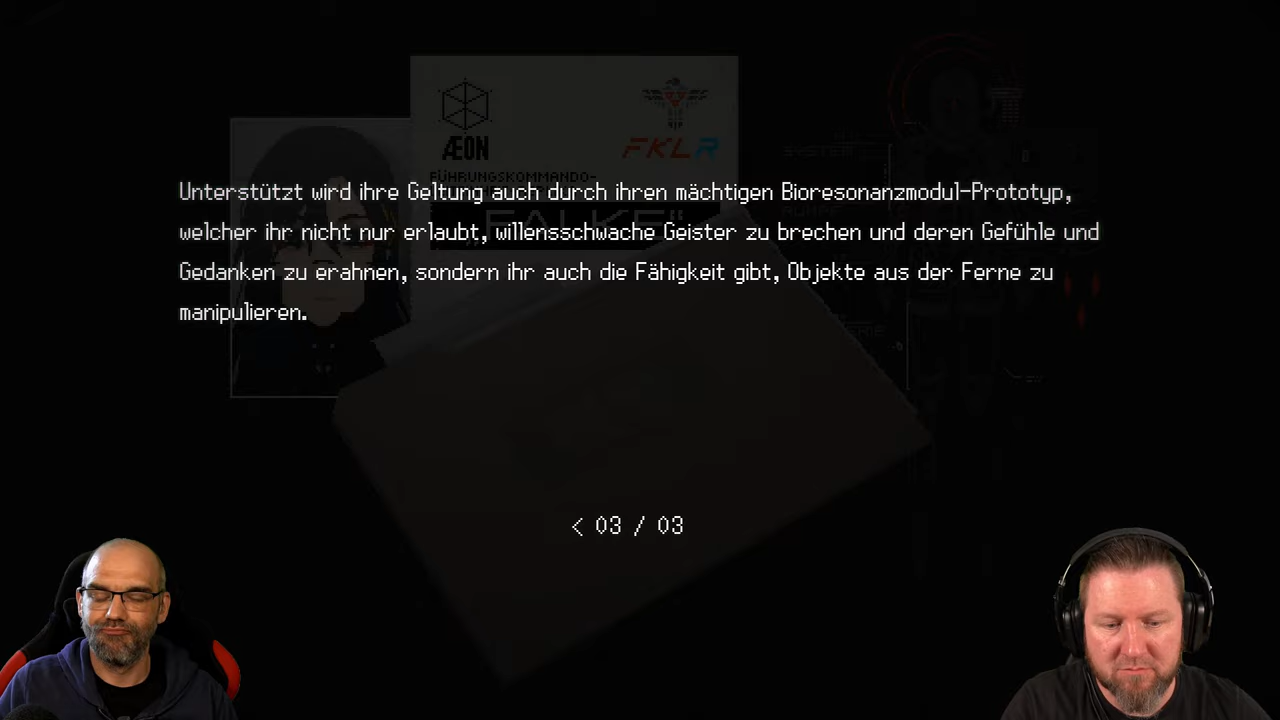 ÆON
FKLR
FÜHRUNGSKOMMANDO-
Unterstützt wird ihre Geltung auch durch ihren mächtigen Bioresonanzmodul-Prototyp,
welcher ihr nicht nur erlaubt, willensschwache Geister zu brechen und deren Gefühle und
Gedanken zu erahnen, sondern ihr auch die Fähigkeit gibt, Objekte aus der Ferne zu
manipulieren.
„FALKE“
< 03 / 03